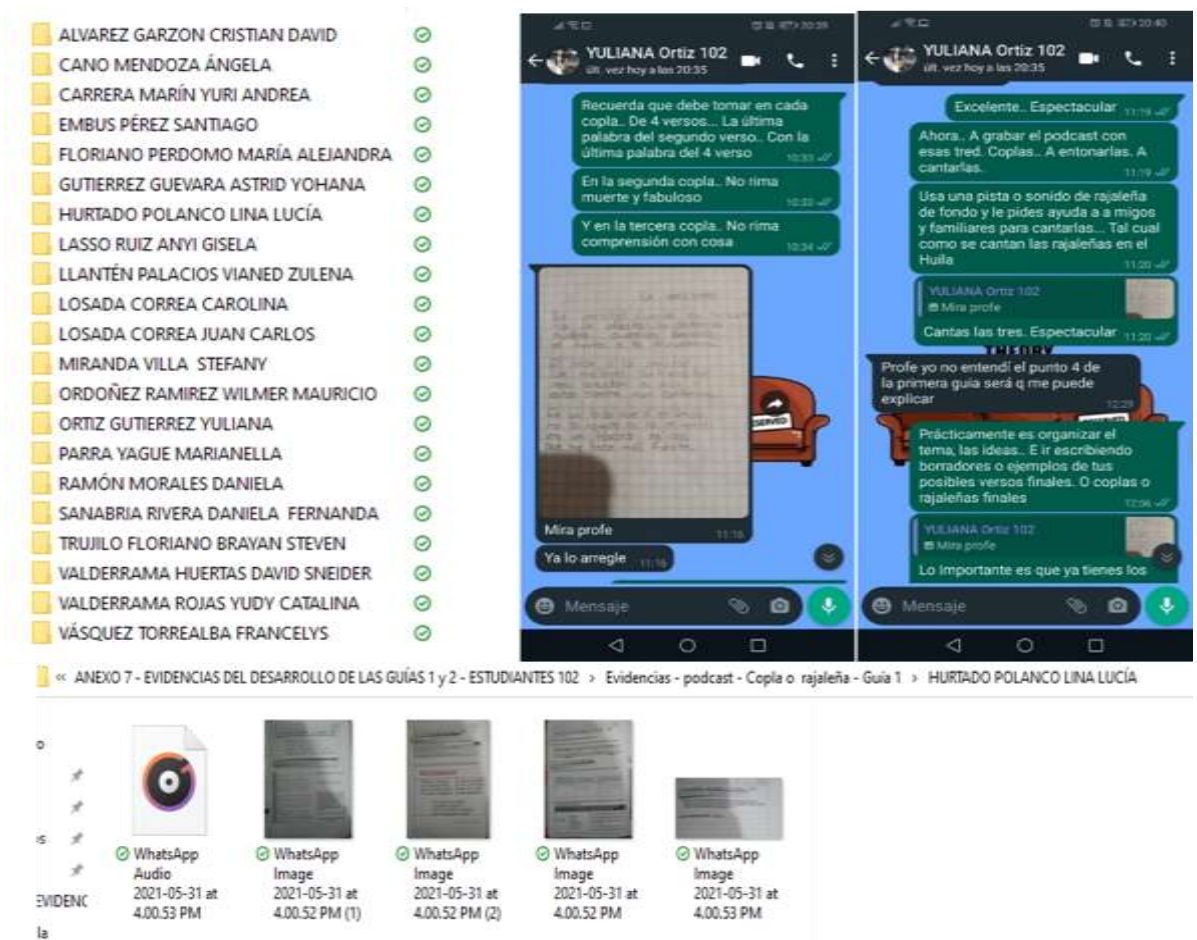 ALVAREZ GARZON CRISTIAN DAVID
CANO MENDOZA ÁNGELA
CARRERA MARÍN YURI ANDREA
EMBUS PÉREZ SANTIAGO
FLORIANO PERDOMO MARÍA ALEJANDRA
GUTIERREZ GUEVARA ASTRID YOHANA
HURTADO POLANCO LINA LUCÍA
LASSO RUIZ ANYI GISELA
LLANTÉN PALACIOS VIANED ZULENA
LOSADA CORREA CAROLINA
LOSADA CORREA JUAN CARLOS
MIRANDA VILLA STEFANY
ORDOÑEZ RAMIREZ WILMER MAURICIO
ORTIZ GUTIERREZ YULIANA
PARRA YAGUE MARIANELLA
RAMÓN MORALES DANIELA
SANABRIA RIVERA DANIELA FERNANDA
TRUJILO FLORIANO BRAYAN STEVEN
VALDERRAMA HUERTAS DAVID SNEIDER
VALDERRAMA ROJAS YUDY CATALINA
VÁSQUEZ TORREALBA FRANCELYS
20:39
YULIANA Ortiz 102
últ. vez hoy a las 20:35
Recuerda que debe tomar en cada
copla.. De 4 versos... La última
palabra del segundo verso.. Con la
última palabra del 4 verso
10:33
En la segunda copla.. No rima
muerte y fabuloso
10:33
Y en la tercera copla.. No rima
comprensión con cosa
10:34
Mira profe
11:16
Ya lo arregle
11:16
Mensaje
20:40
YULIANA Ortiz 102
últ. vez hoy a las 20:35
Excelente.. Espectacular
11:19
Ahora.. A grabar el podcast con
esas tred. Coplas.. A entonarlas. A
cantarlas..
11:19
Usa una pista o sonido de rajaleña
de fondo y le pides ayuda a a migos
y familiares para cantarlas... Tal cual
como se cantan las rajaleñas en el
Huila
11:20
YULIANA Ortiz 102
Mira profe
Cantas las tres. Espectacular
11:20
THEORY
Profe yo no entendí el punto 4 de
la primera guia será q me puede
explicar
12:29
RESERVED
Prácticamente es organizar el
tema, las ideas.. E ir escribiendo
borradores o ejemplos de tus
posibles versos finales. O coplas o
rajaleñas finales
12:56
YULIANA Ortiz 102
Mira profe
Lo Importante es que ya tienes los
Mensaje
« ANEXO 7 - EVIDENCIAS DEL DESARROLLO DE LAS GUÍAS 1 y 2 - ESTUDIANTES 102 > Evidencias - podcast - Copla o rajaleña - Guía 1 > HURTADO POLANCO LINA LUCÍA
EVIDENC
la
WhatsApp
Audio
2021-05-31 at
4.00.53 PM
WhatsApp
Image
2021-05-31 at
4.00.52 PM (1)
WhatsApp
Image
2021-05-31 at
4.00.52 PM (2)
WhatsApp
Image
2021-05-31 at
4.00.52 PM
WhatsApp
Image
2021-05-31 at
4.00.53 PM